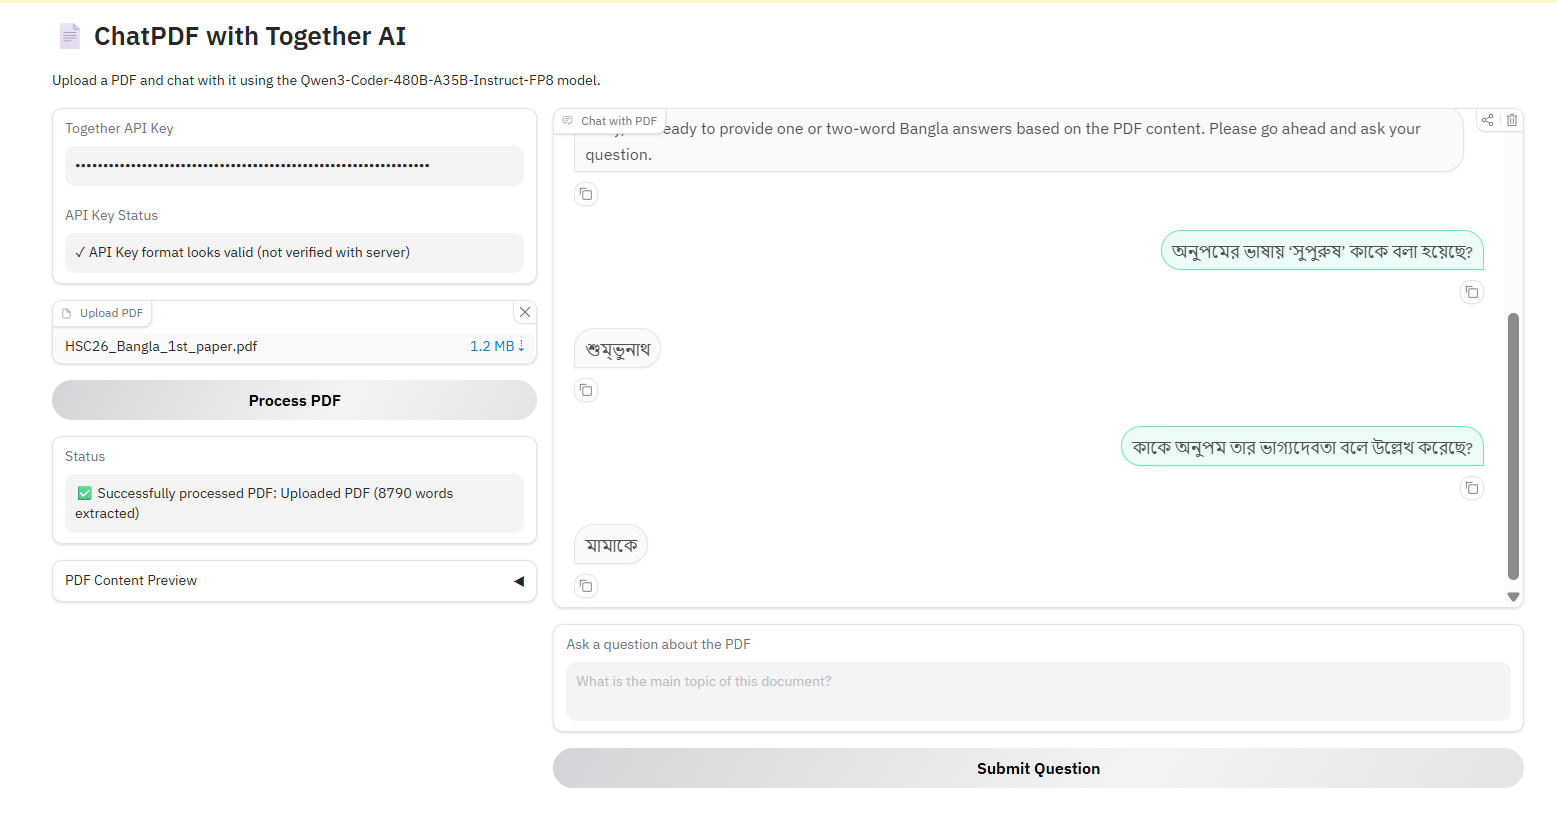 ChatPDF with Together AI
Upload a PDF and chat with it using the Qwen3-Coder-480B-A35B-Instruct-FP8 model.
Together API Key
••••••••••••••••••••••••••••••••••••••••••••••••••••••••••••••••
API Key Status
✓ API Key format looks valid (not verified with server)
Upload PDF
HSC26_Bangla_1st_paper.pdf
1.2 MB ⇣
Process PDF
Status
✅ Successfully processed PDF: Uploaded PDF (8790 words
extracted)
PDF Content Preview
Chat with PDF
to provide one or two-word Bangla answers based on the PDF content. Please go ahead and ask your
question.
অনুপমের ভাষায় ‘সুপুরুষ’ কাকে বলা হয়েছে?
শুম্ভুনাথ
কাকে অনুপম তার ভাগ্যদেবতা বলে উল্লেখ করেছে?
মামাকে
Ask a question about the PDF
What is the main topic of this document?
Submit Question